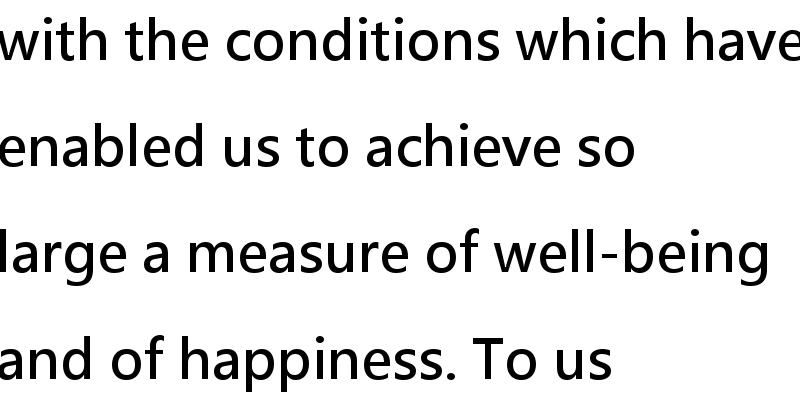 with the conditions which have
enabled us to achieve so
large a measure of well-being
and of happiness. To us